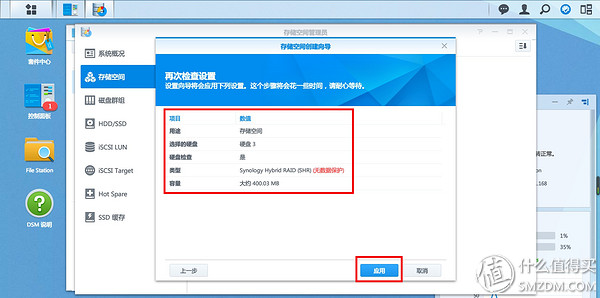 存储空间管理员
存储空间创建向导
再次检查设置
设置向导将会应用下列设置。这个步骤将会花一些时间，请耐心等待。
项目 数值
用途 存储空间
选择的硬盘 硬盘 3
硬盘检查 是
类型 Synology Hybrid RAID (SHR) (无数据保护)
容量 大约 400.03 MB
上一步
应用
取消
系统概况
存储空间
磁盘群组
HDD/SSD
iSCSI LUN
iSCSI Target
Hot Spare
SSD 缓存
套件中心
控制面板
1
File Station
DSM 说明
转正常。
.168
1%
35%
值 什么值得买
SMZDM.COM